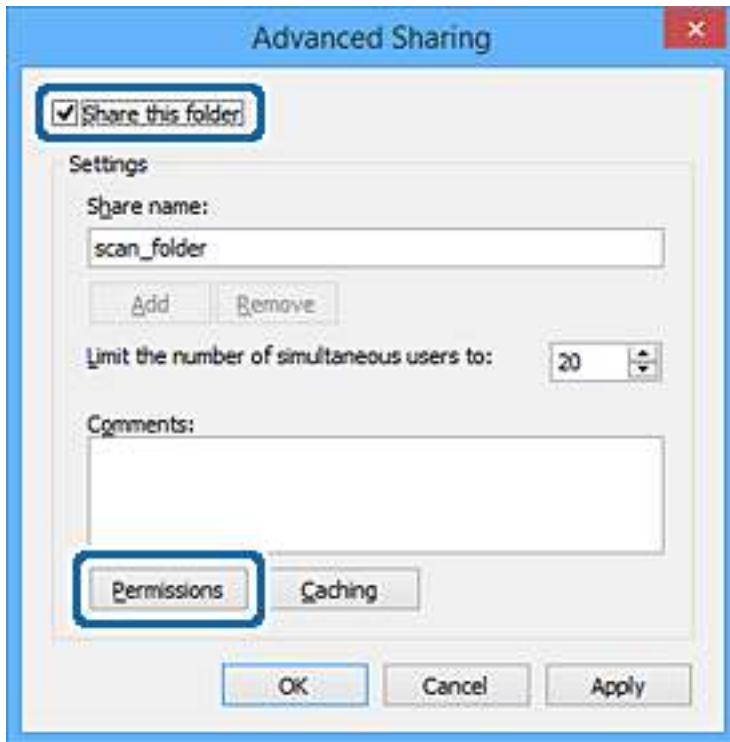 Advanced Sharing
Share this folder
Settings
Share name:
scan_folder
Add Remove
Limit the number of simultaneous users to: 20
Comments:
Permissions Caching
OK Cancel Apply